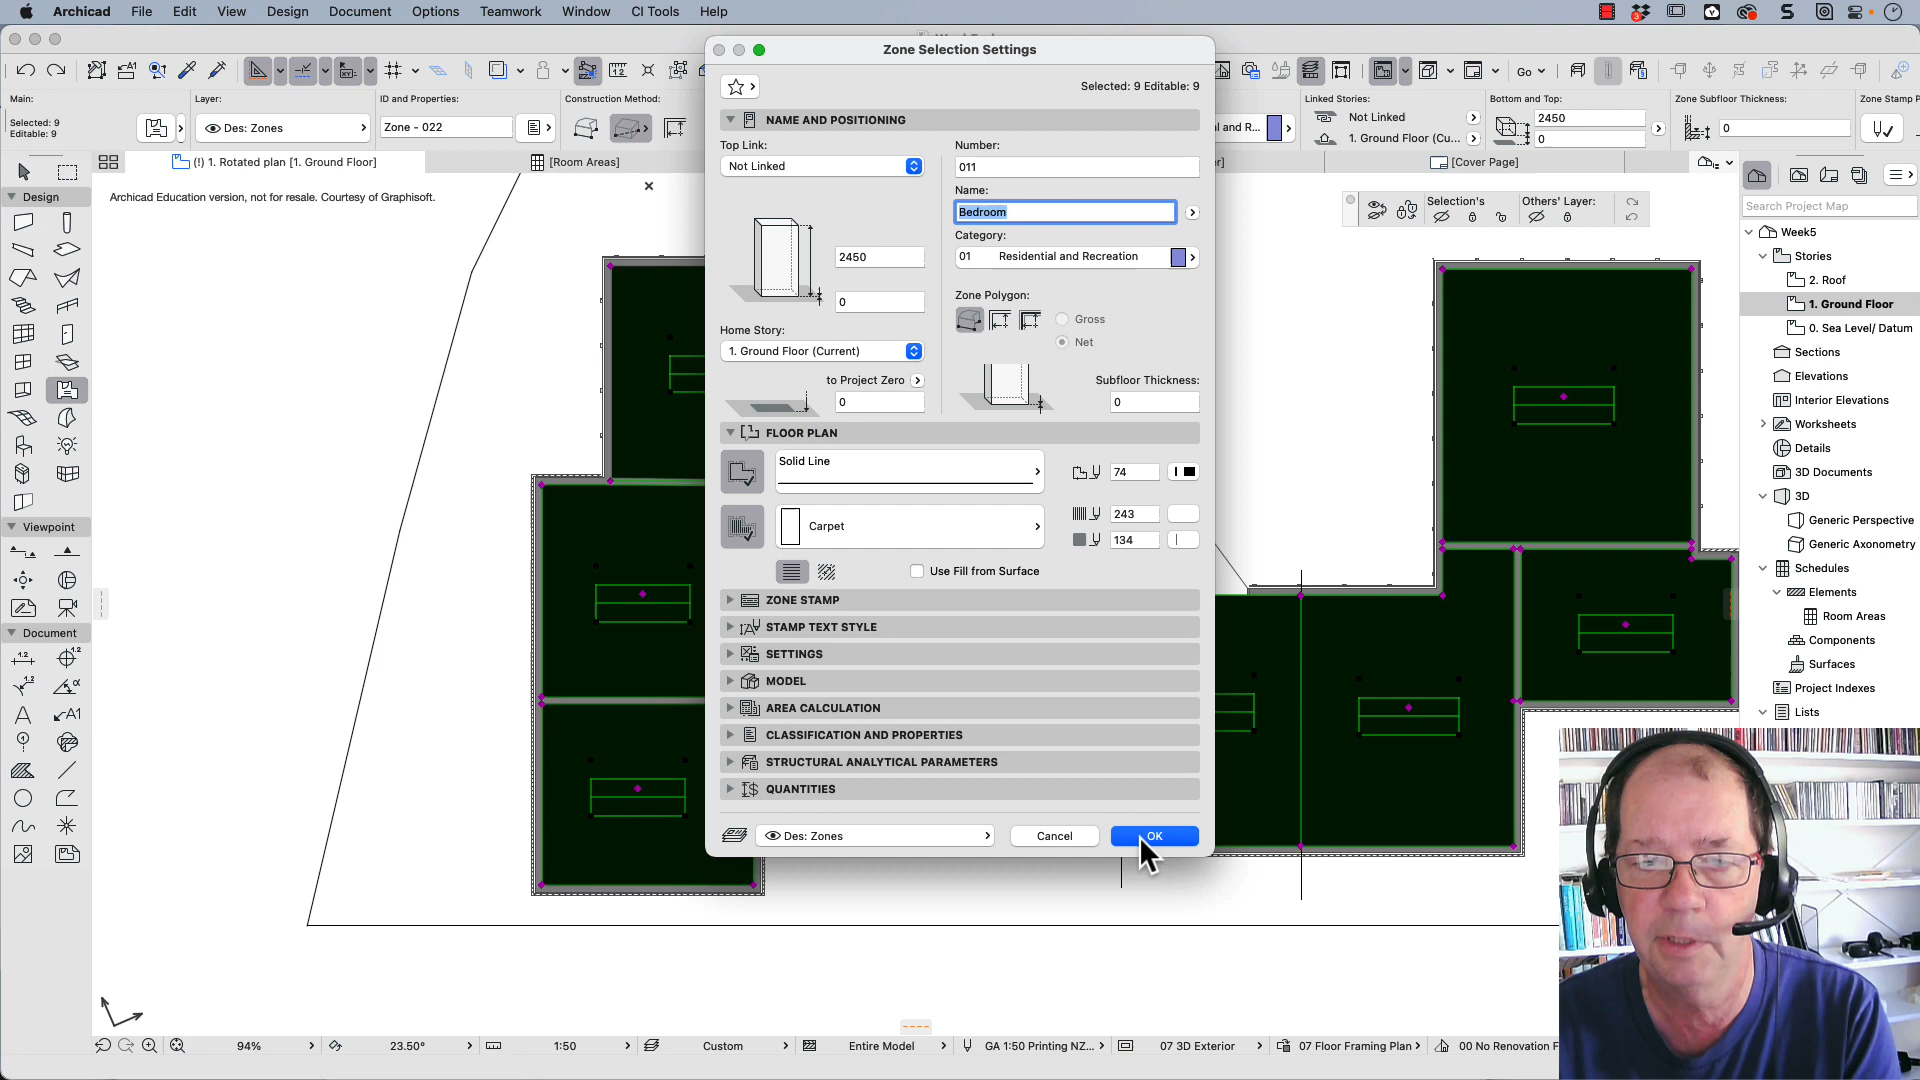 Archicad File Edit View Design Document Options Teamwork Window CI Tools Help
Zone Selection Settings
Selected: 9 Editable: 9
Main:
Selected: 9
Editable: 9
Layer:
Des: Zones
ID and Properties:
Zone - 022
Construction Method:
Go
Linked Stories:
Not Linked
1. Ground Floor (Cu...
Bottom and Top:
2450
0
Zone Subfloor Thickness:
0
Zone Stamp P
l and R...
(!) 1. Rotated plan [1. Ground Floor]
[Room Areas]
[Cover Page]
Archicad Education version, not for resale. Courtesy of Graphisoft.
Selection's
Others' Layer:
NAME AND POSITIONING
Top Link:
Not Linked
2450
0
Home Story:
1. Ground Floor (Current)
to Project Zero
0
Number:
011
Name:
Bedroom
Category:
01 Residential and Recreation
Zone Polygon:
Gross
Net
Subfloor Thickness:
0
FLOOR PLAN
Solid Line
74
Carpet
243
134
Use Fill from Surface
ZONE STAMP
STAMP TEXT STYLE
SETTINGS
MODEL
AREA CALCULATION
CLASSIFICATION AND PROPERTIES
STRUCTURAL ANALYTICAL PARAMETERS
QUANTITIES
Des: Zones
Cancel
OK
Design
Viewpoint
Document
Search Project Map
Week5
Stories
2. Roof
1. Ground Floor
0. Sea Level/ Datum
Sections
Elevations
Interior Elevations
Worksheets
Details
3D Documents
3D
Generic Perspective
Generic Axonometry
Schedules
Elements
Room Areas
Components
Surfaces
Project Indexes
Lists
94%
23.50°
1:50
Custom
Entire Model
GA 1:50 Printing NZ...
07 3D Exterior
07 Floor Framing Plan
00 No Renovation F